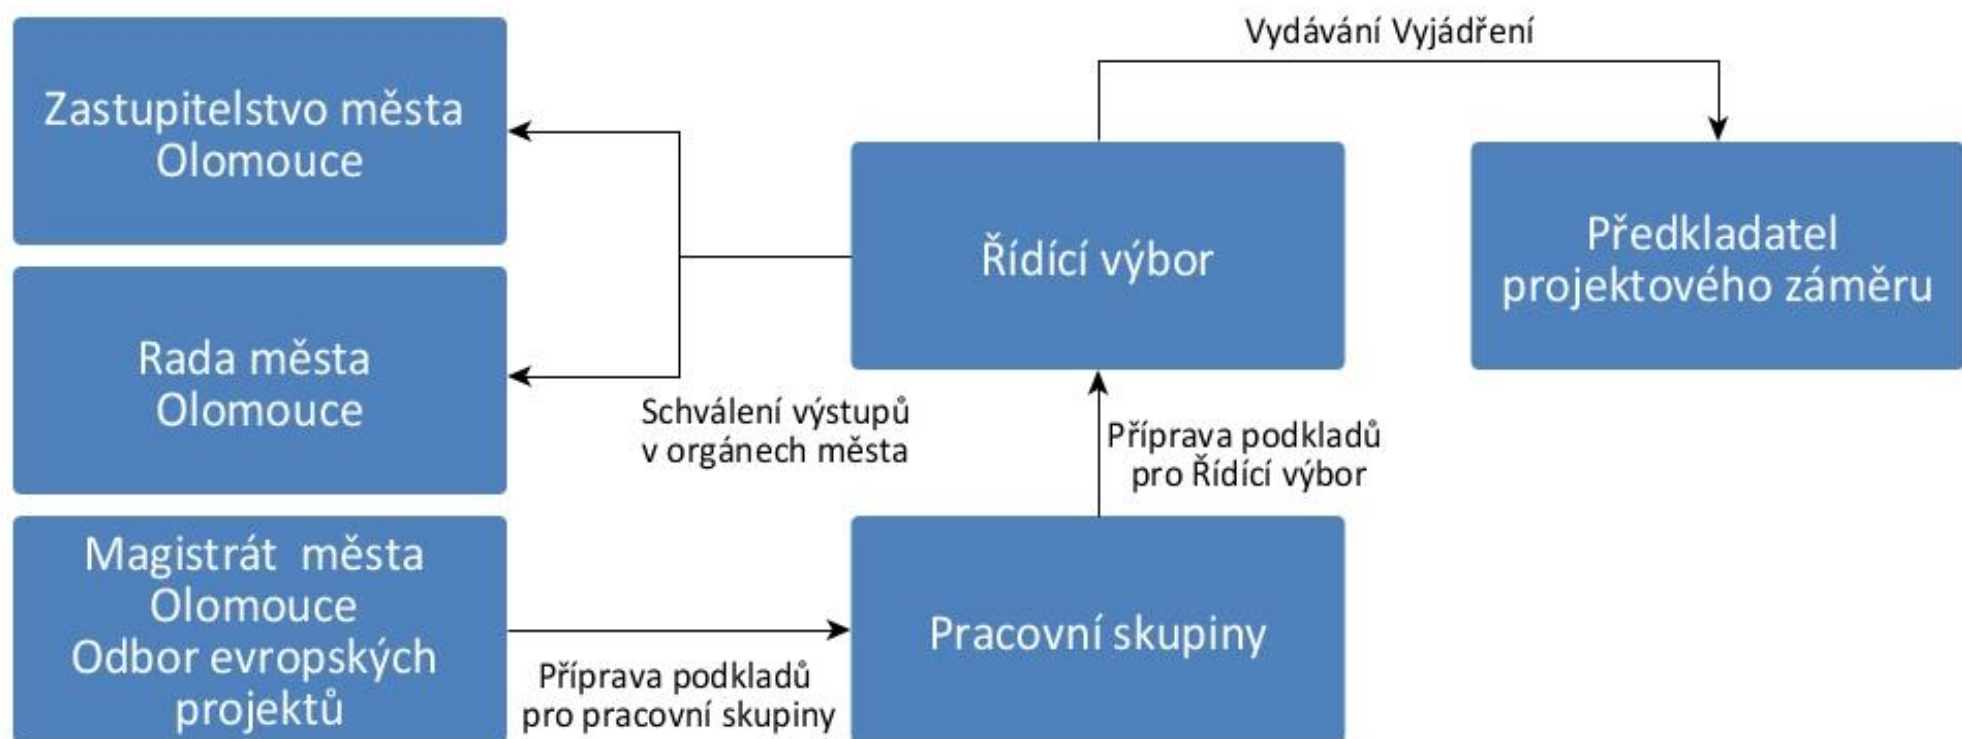 Vydávání Vyjádření
Zastupitelstvo města
Olomouce
Řídící výbor
Předkladatel
projektového záměru
Rada města
Olomouce
Schválení výstupů
v orgánech města
Příprava podkladů
pro Řídící výbor
Magistrát města
Olomouce
Odbor evropských
projektů
Příprava podkladů
pro pracovní skupiny
Pracovní skupiny